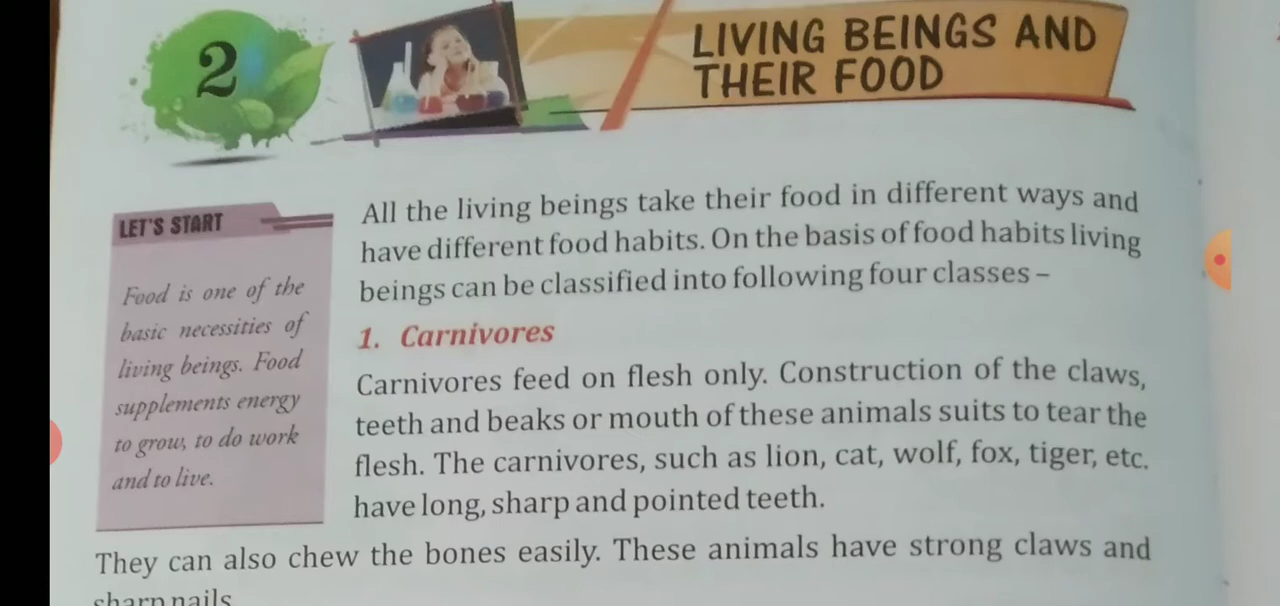 2
LIVING BEINGS AND
THEIR FOOD
LET'S START
Food is one of the
basic necessities of
living beings. Food
supplements energy
to grow, to do work
and to live.
All the living beings take their food in different ways and
have different food habits. On the basis of food habits living
beings can be classified into following four classes –
1. Carnivores
Carnivores feed on flesh only. Construction of the claws,
teeth and beaks or mouth of these animals suits to tear the
flesh. The carnivores, such as lion, cat, wolf, fox, tiger, etc.
have long, sharp and pointed teeth.
They can also chew the bones easily. These animals have strong claws and
sharp nails